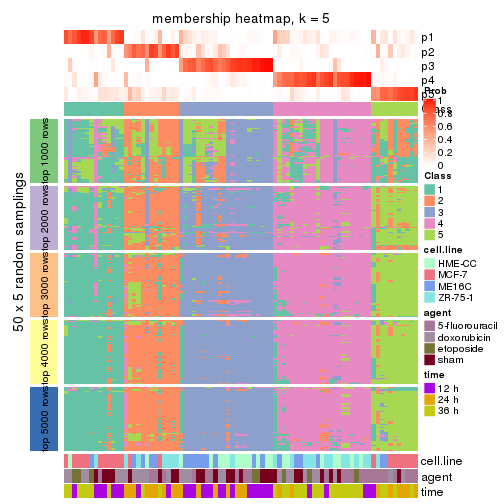 membership heatmap, k = 5
p1
p2
p3
p4
p5
Prob
1
0.8
0.6
0.4
0.2
0
Class
Class
1
2
3
4
5
cell.line
HME-CC
MCF-7
ME16C
ZR-75-1
agent
5-fluorouracil
doxorubicin
etoposide
sham
time
12 h
24 h
36 h
50 x 5 random samplings
top 1000 rows
top 2000 rows
top 3000 rows
top 4000 rows
top 5000 rows
cell.line
agent
time